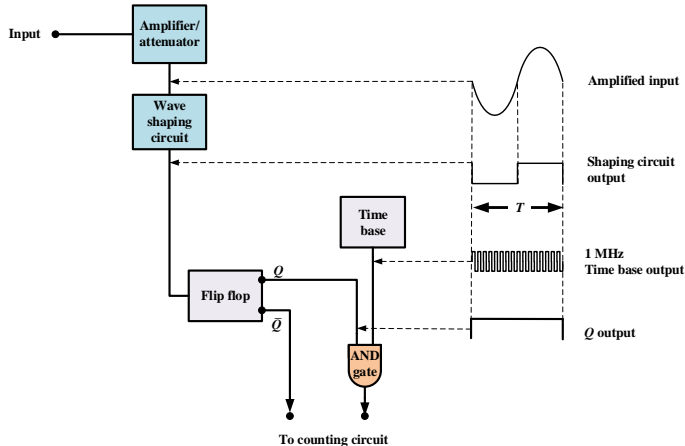 Input
Amplifier/
attenuator
Amplified input
Wave
shaping
circuit
Shaping circuit
output
T
Time
base
1 MHz
Time base output
Flip flop
Q
Q̄
Q output
AND
gate
To counting circuit